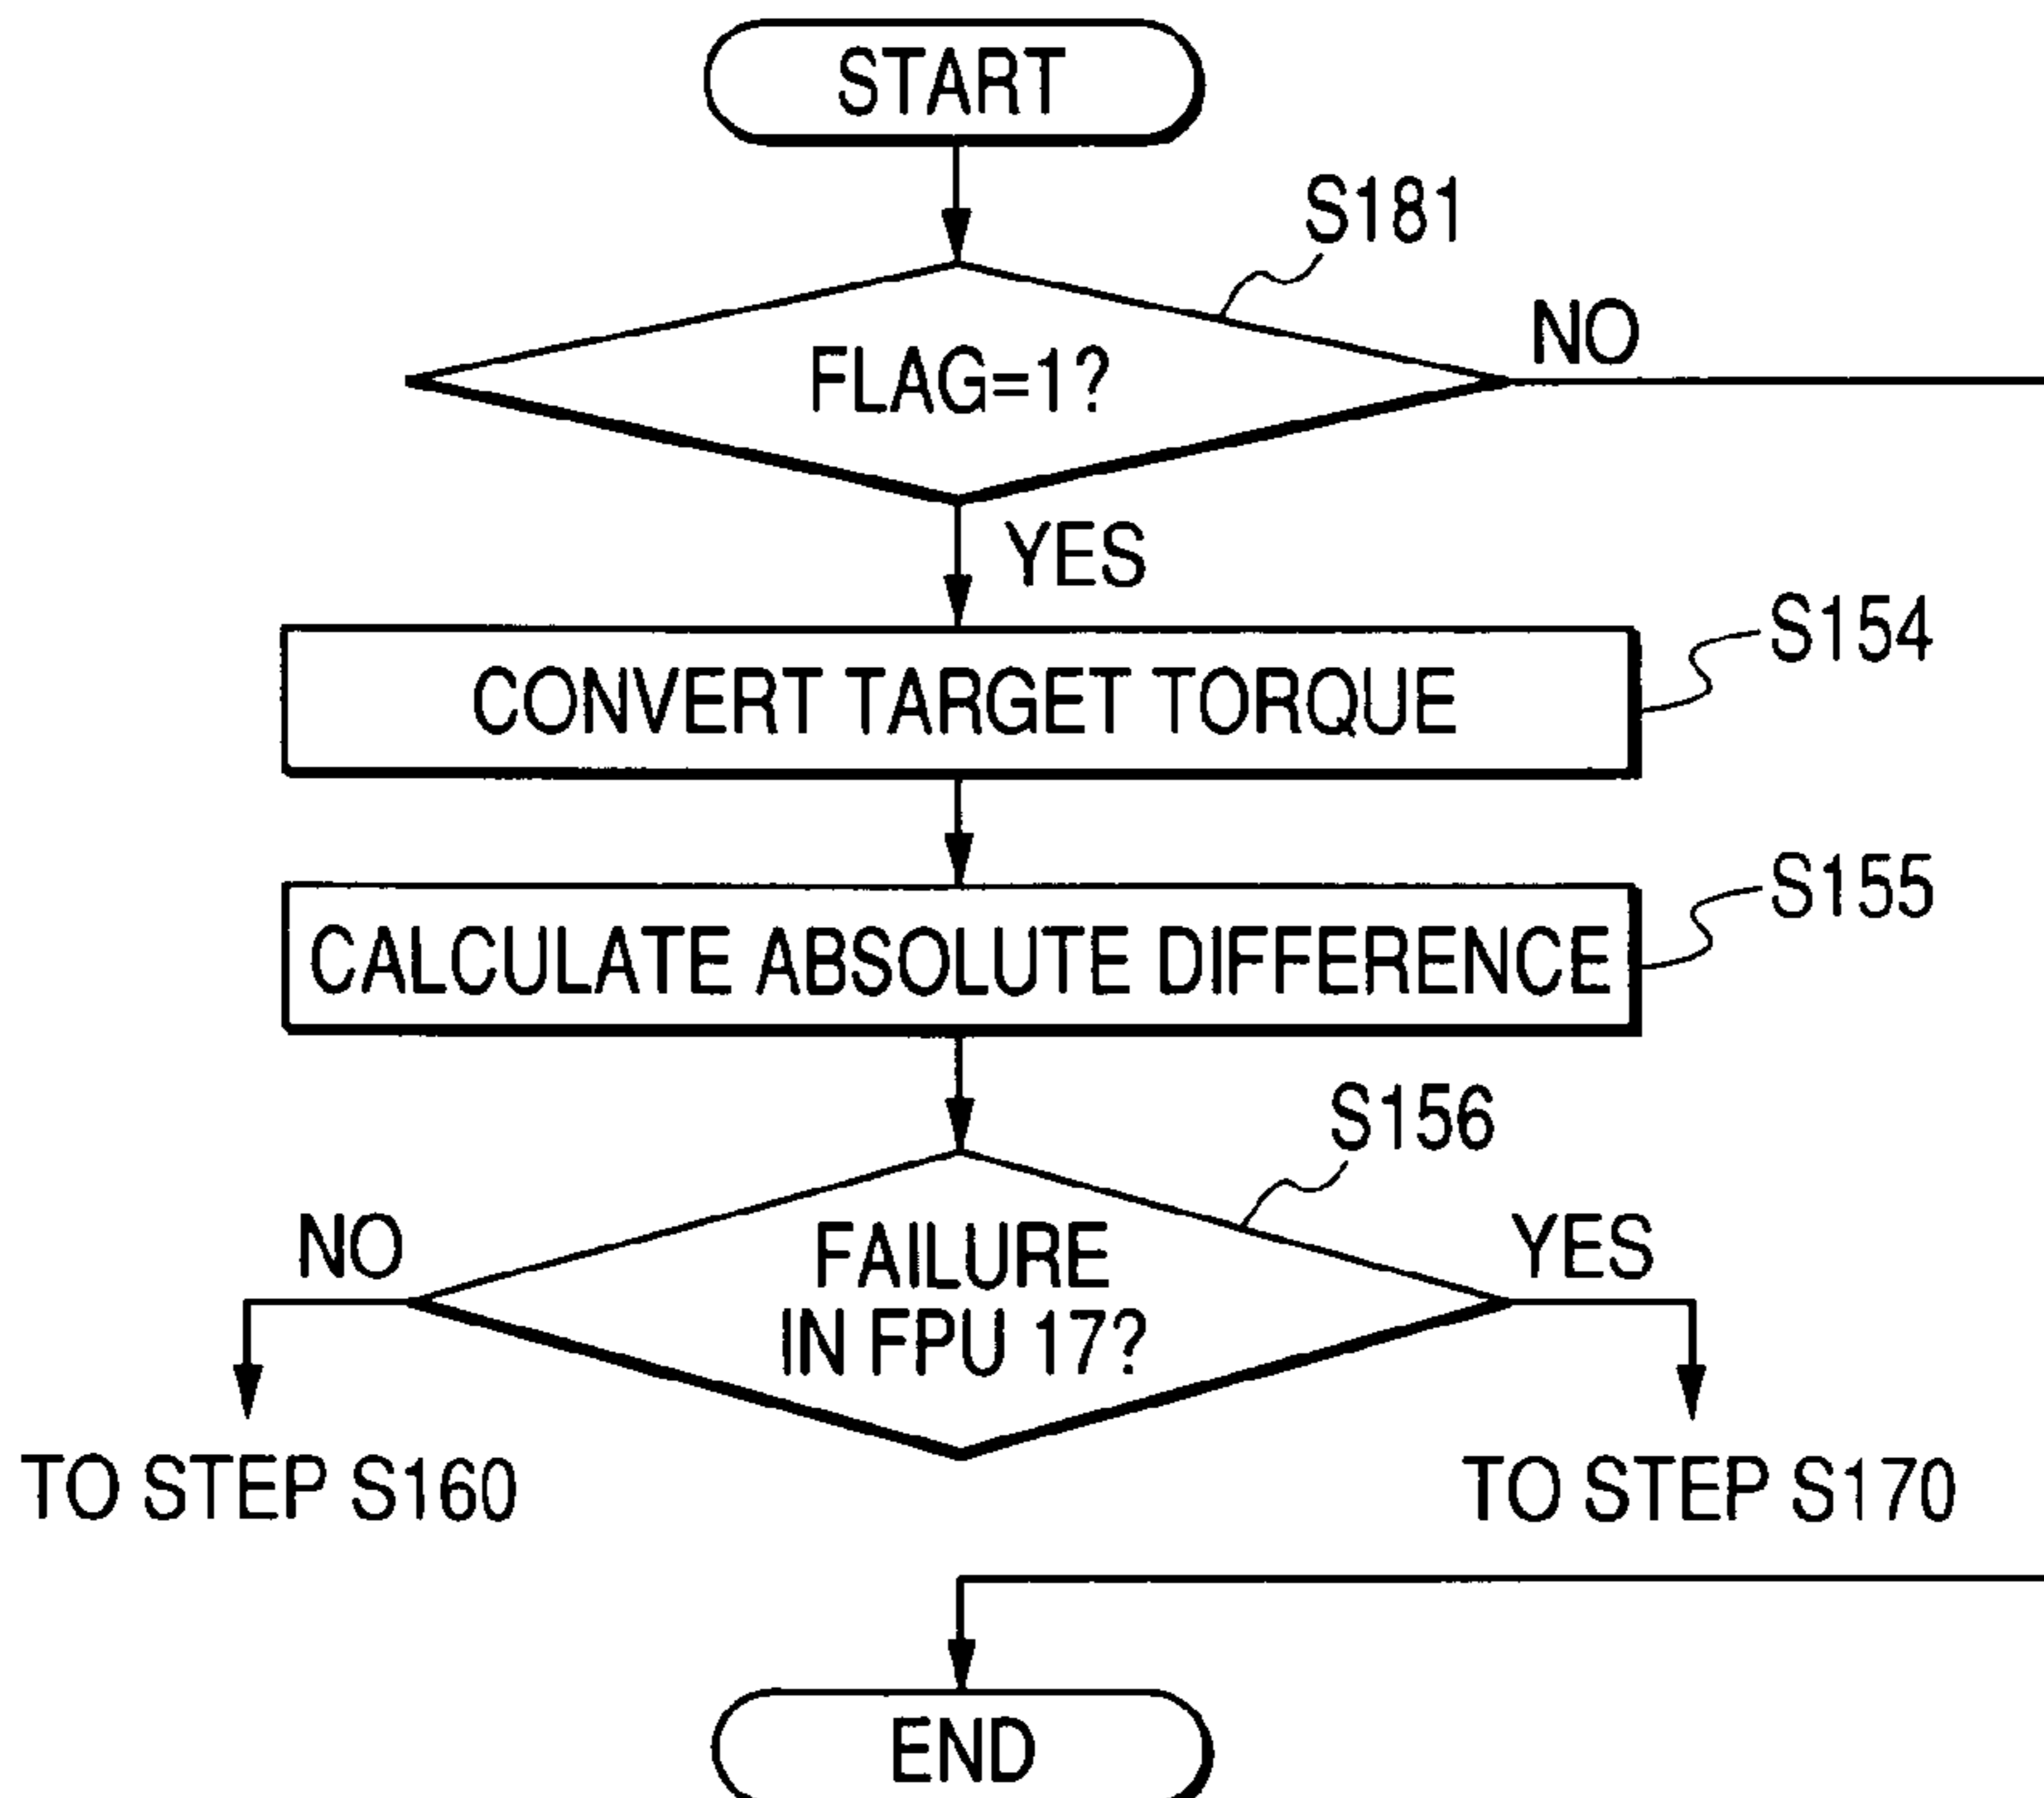 START
S181
FLAG=1?
NO
YES
S154
CONVERT TARGET TORQUE
S155
CALCULATE ABSOLUTE DIFFERENCE
S156
NO
FAILURE
IN FPU 17?
YES
TO STEP S160
TO STEP S170
END